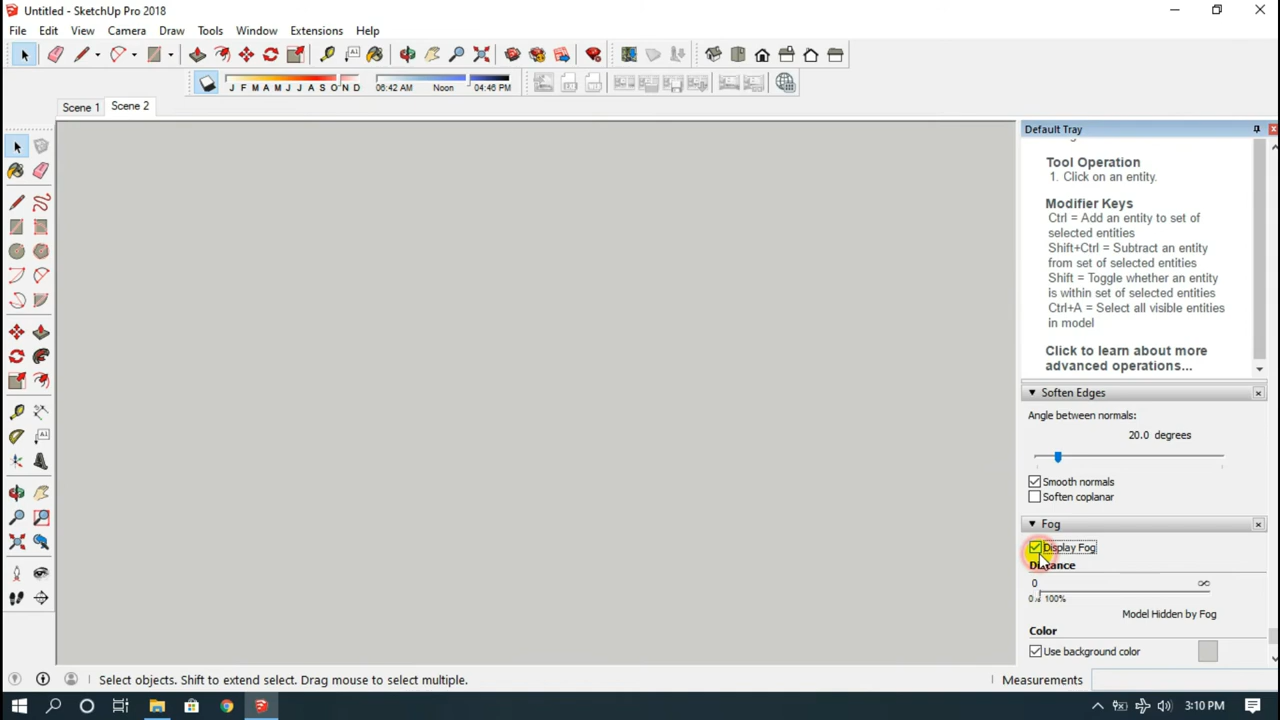 Untitled - SketchUp Pro 2018
File Edit View Camera Draw Tools Window Extensions Help
J F M A M J J A S O N D
06:42 AM Noon 04:46 PM
Scene 1 Scene 2
Default Tray
Tool Operation
1. Click on an entity.
Modifier Keys
Ctrl = Add an entity to set of
selected entities
Shift+Ctrl = Subtract an entity
from set of selected entities
Shift = Toggle whether an entity
is within set of selected entities
Ctrl+A = Select all visible entities
in model
Click to learn about more
advanced operations...
Soften Edges
Angle between normals:
20.0 degrees
Smooth normals
Soften coplanar
Fog
Display Fog
Distance
0 ∞
0% 100%
Model Hidden by Fog
Color
Use background color
Select objects. Shift to extend select. Drag mouse to select multiple.
Measurements
3:10 PM